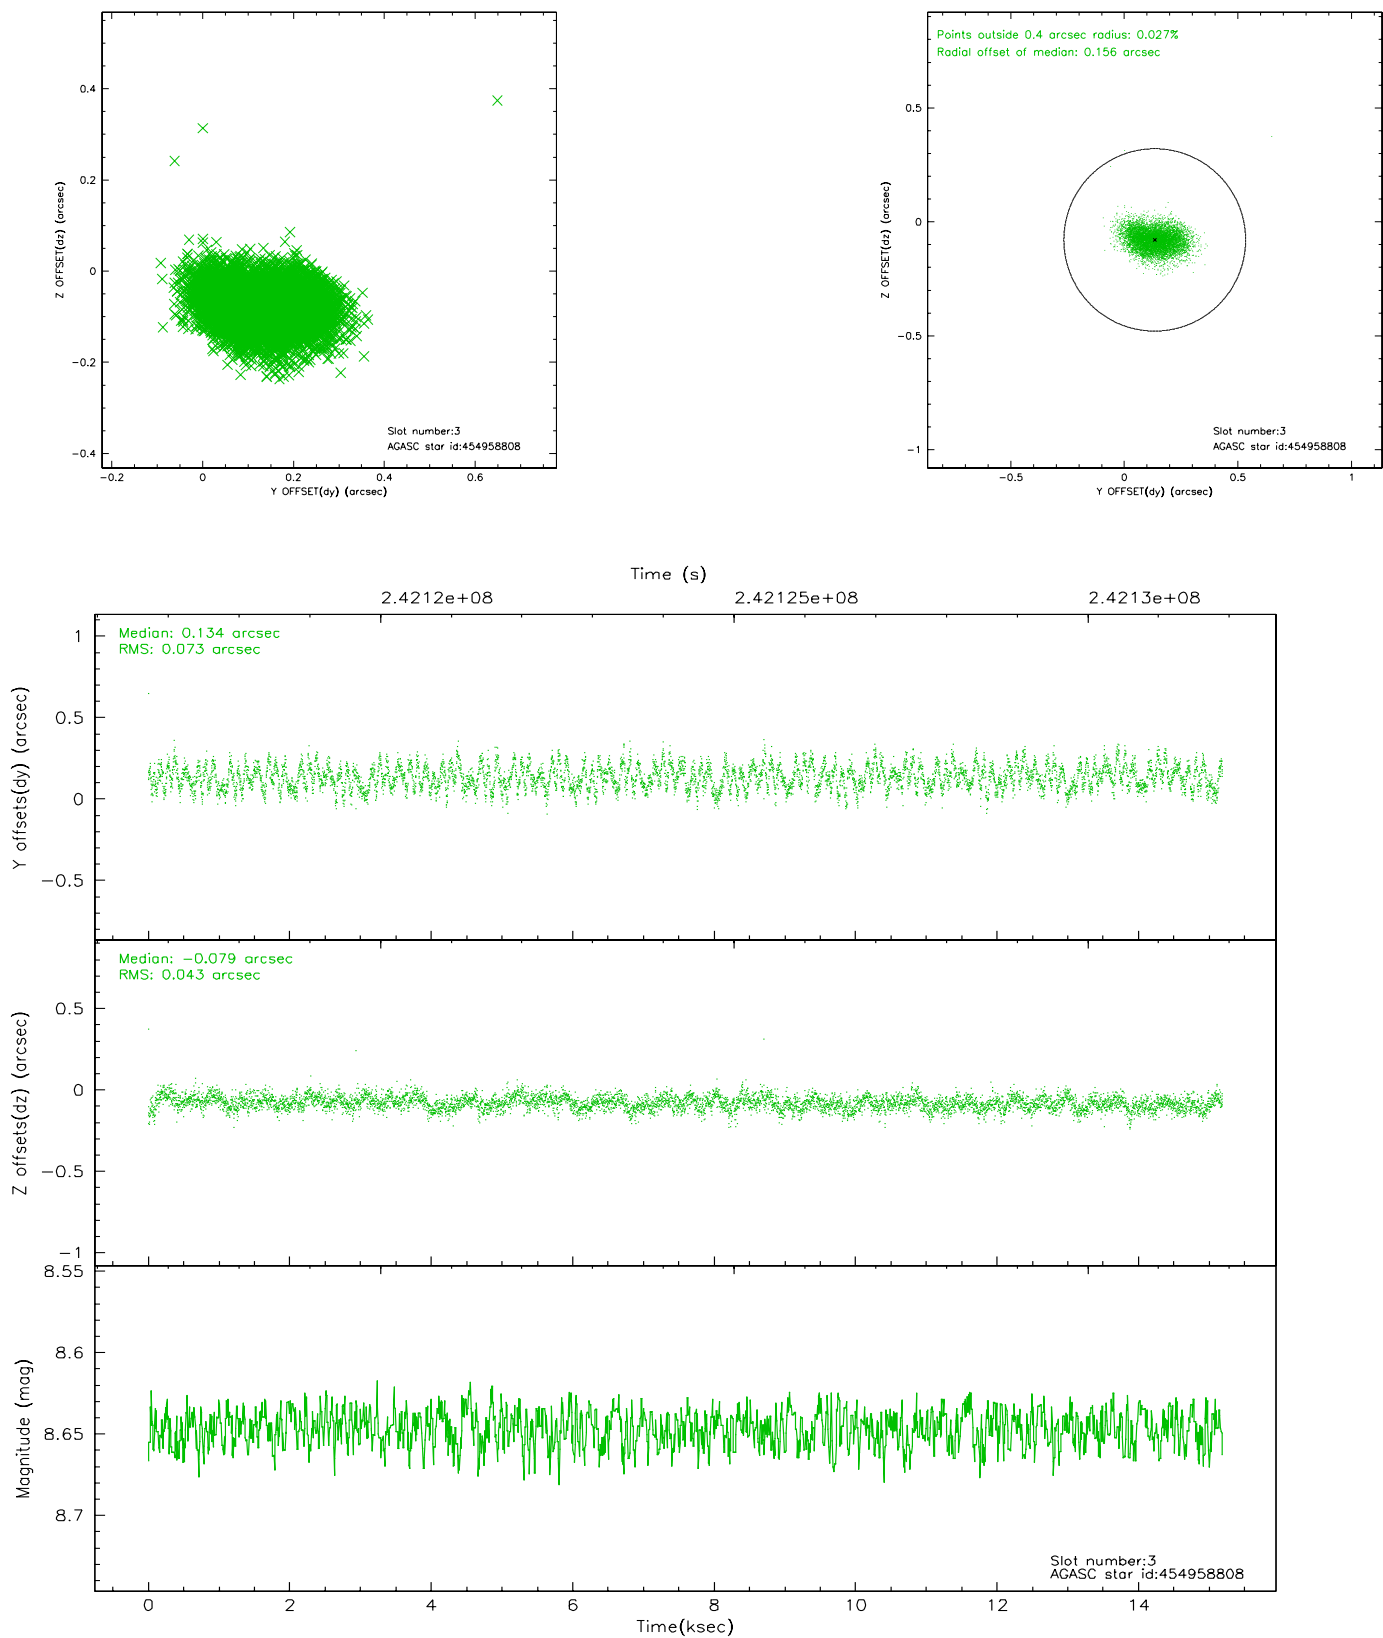 0.4
0.2
0
−0.2
−0.4
Z OFFSET(dz) (arcsec)
Slot number:3
AGASC star id:454958808
−0.2 0 0.2 0.4 0.6
Y OFFSET(dy) (arcsec)
Points outside 0.4 arcsec radius: 0.027%
Radial offset of median: 0.156 arcsec
0.5
0
−0.5
−1
Z OFFSET(dz) (arcsec)
Slot number:3
AGASC star id:454958808
−0.5 0 0.5 1
Y OFFSET(dy) (arcsec)
Time (s)
2.4212e+08 2.42125e+08 2.4213e+08
Median: 0.134 arcsec
RMS: 0.073 arcsec
1
0.5
0
−0.5
Y offsets(dy) (arcsec)
Median: −0.079 arcsec
RMS: 0.043 arcsec
0.5
0
−0.5
−1
Z offsets(dz) (arcsec)
8.55
8.6
8.65
8.7
Magnitude (mag)
Slot number:3
AGASC star id:454958808
0 2 4 6 8 10 12 14
Time(ksec)